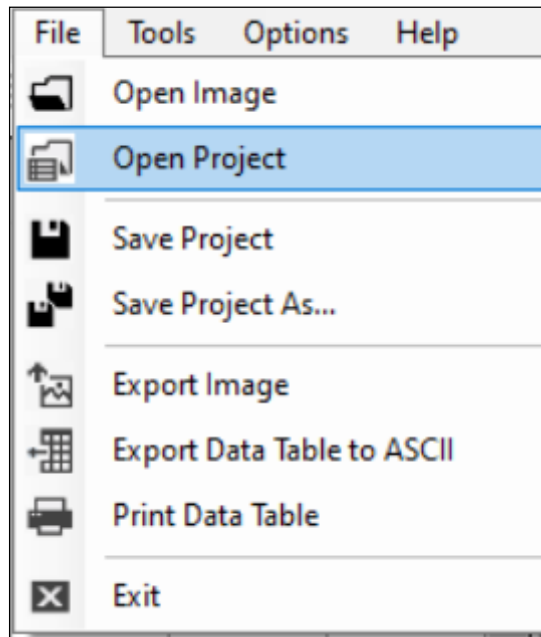 File Tools Options Help
Open Image
Open Project
Save Project
Save Project As...
Export Image
Export Data Table to ASCII
Print Data Table
Exit